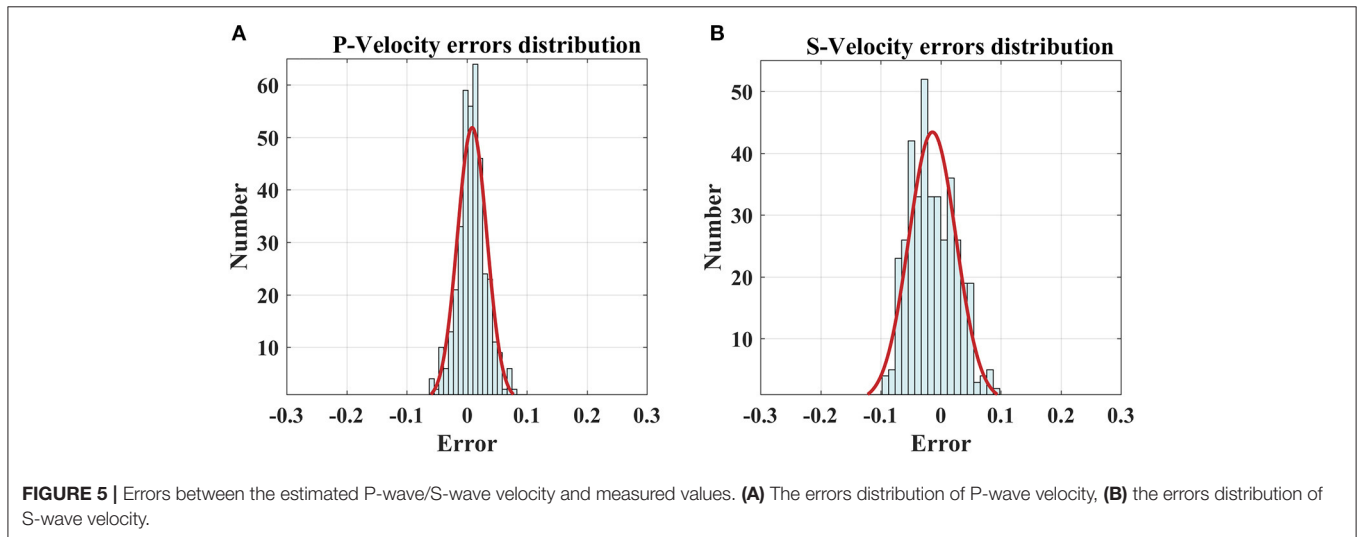 A
P-Velocity errors distribution
60
50
40
30
20
10
Number
-0.3 -0.2 -0.1 0 0.1 0.2 0.3
Error
B
S-Velocity errors distribution
50
40
30
20
10
Number
-0.3 -0.2 -0.1 0 0.1 0.2 0.3
Error
FIGURE 5 | Errors between the estimated P-wave/S-wave velocity and measured values. (A) The errors distribution of P-wave velocity, (B) the errors distribution of
S-wave velocity.